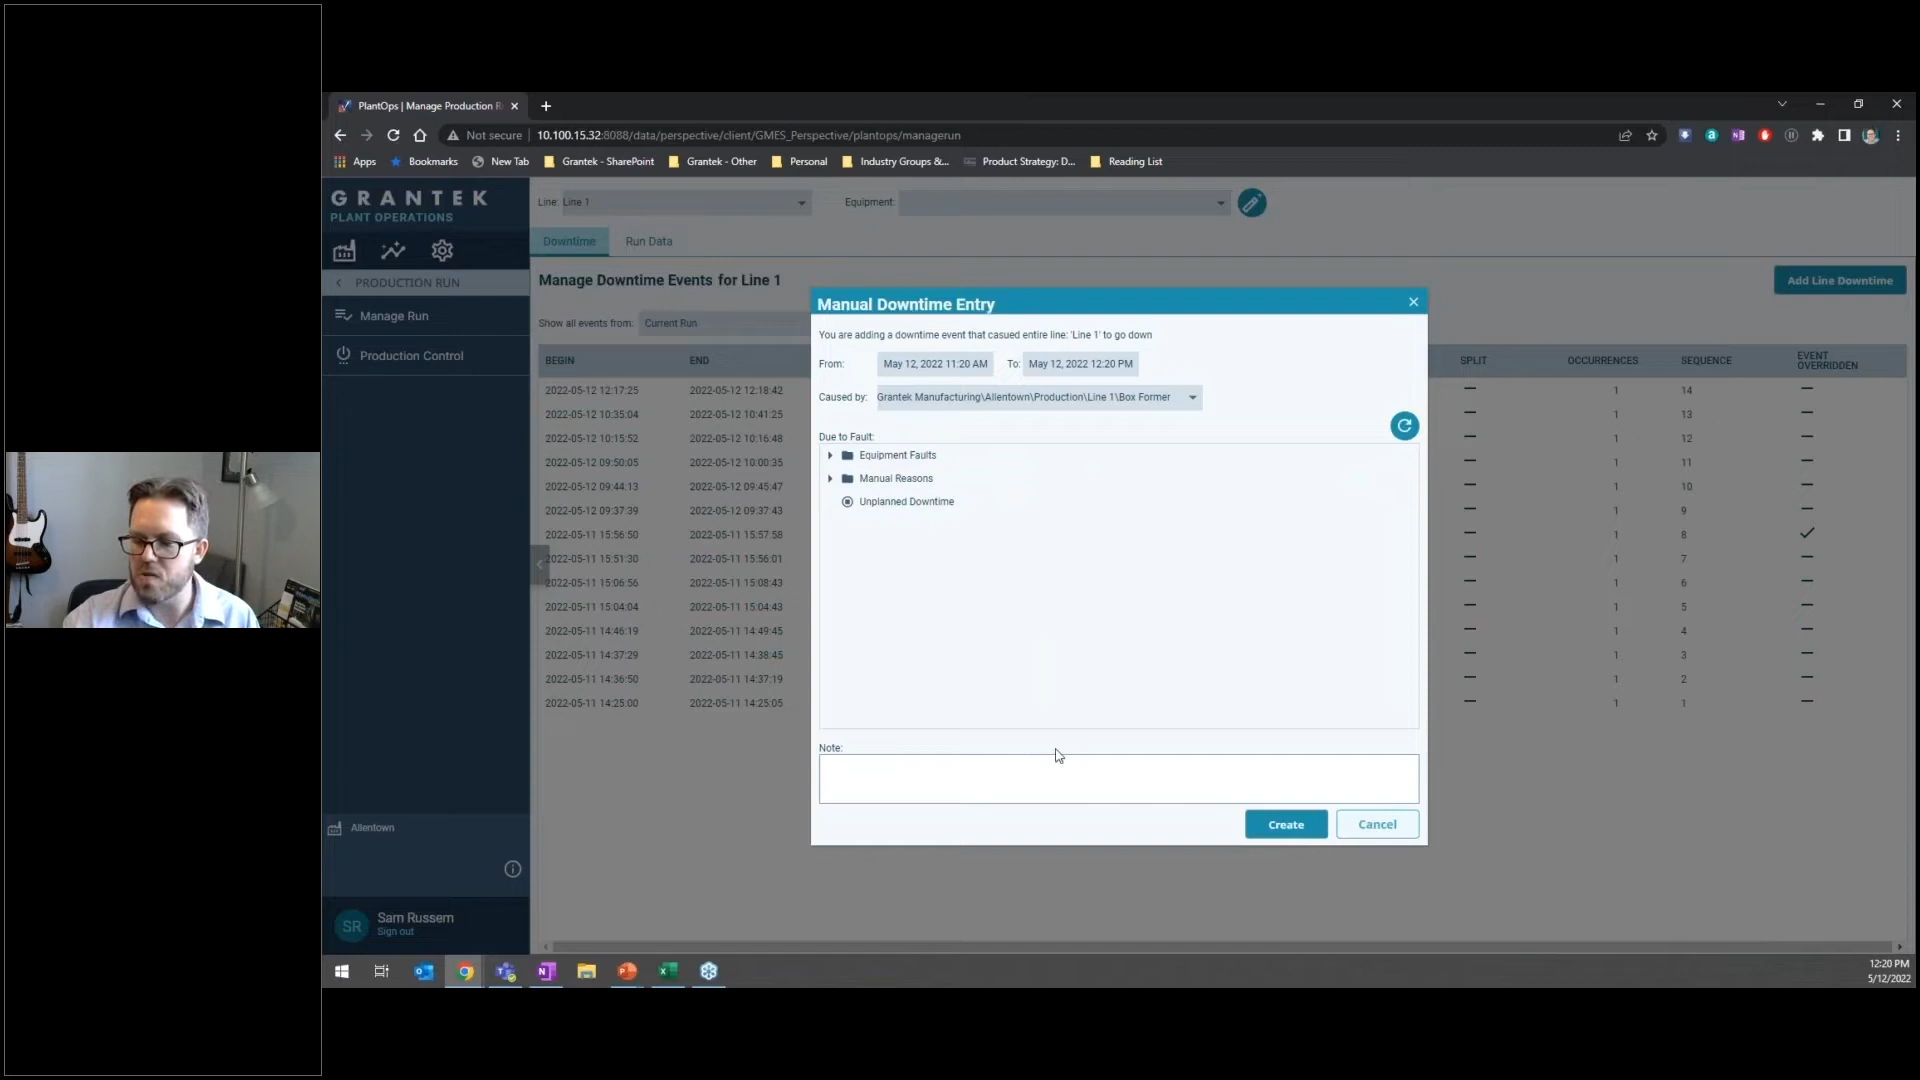 PlantOps | Manage Production R
Not secure
10.100.15.32:8088/data/perspective/client/GMES_Perspective/plantops/managerun
Apps
Bookmarks
New Tab
Grantek - SharePoint
Grantek - Other
Personal
Industry Groups &...
Product Strategy: D...
Reading List
GRANTEK
PLANT OPERATIONS
PRODUCTION RUN
Manage Run
Production Control
Allentown
SR
Sam Russem
Sign out
Line: Line 1
Equipment:
Downtime
Run Data
Manage Downtime Events for Line 1
Add Line Downtime
Show all events from: Current Run
BEGIN END SPLIT OCCURRENCES SEQUENCE EVENT OVERRIDDEN
2022-05-12 12:17:25 2022-05-12 12:18:42 1 14
2022-05-12 10:35:04 2022-05-12 10:41:25 1 13
2022-05-12 10:15:52 2022-05-12 10:16:48 1 12
2022-05-12 09:50:05 2022-05-12 10:00:35 1 11
2022-05-12 09:44:13 2022-05-12 09:45:47 1 10
2022-05-12 09:37:39 2022-05-12 09:37:43 1 9
2022-05-11 15:56:50 2022-05-11 15:57:58 1 8
2022-05-11 15:51:30 2022-05-11 15:56:01 1 7
2022-05-11 15:06:56 2022-05-11 15:08:43 1 6
2022-05-11 15:04:04 2022-05-11 15:04:43 1 5
2022-05-11 14:46:19 2022-05-11 14:49:45 1 4
2022-05-11 14:37:29 2022-05-11 14:38:45 1 3
2022-05-11 14:36:50 2022-05-11 14:37:19 1 2
2022-05-11 14:25:00 2022-05-11 14:25:05 1 1
Manual Downtime Entry
You are adding a downtime event that casued entire line: 'Line 1' to go down
From: May 12, 2022 11:20 AM To: May 12, 2022 12:20 PM
Caused by: Grantek Manufacturing\Allentown\Production\Line 1\Box Former
Due to Fault:
Equipment Faults
Manual Reasons
Unplanned Downtime
Note:
Create
Cancel
12:20 PM
5/12/2022